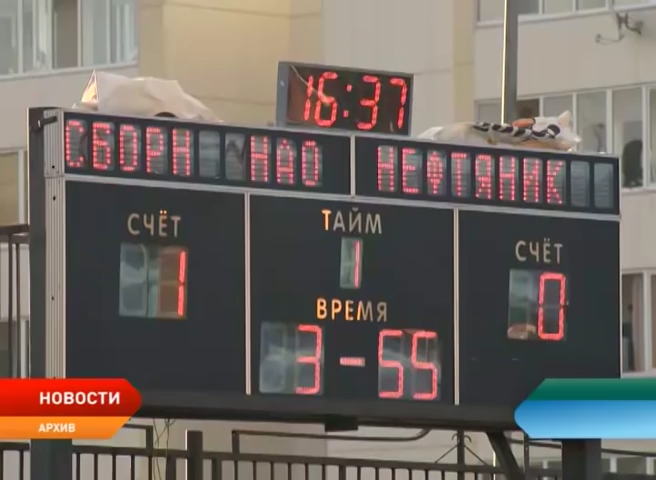 16:37
СБОРН НАО НЕФТЯНИК
СЧЁТ ТАЙМ СЧЁТ
1 1 0
ВРЕМЯ
3-55
НОВОСТИ
АРХИВ